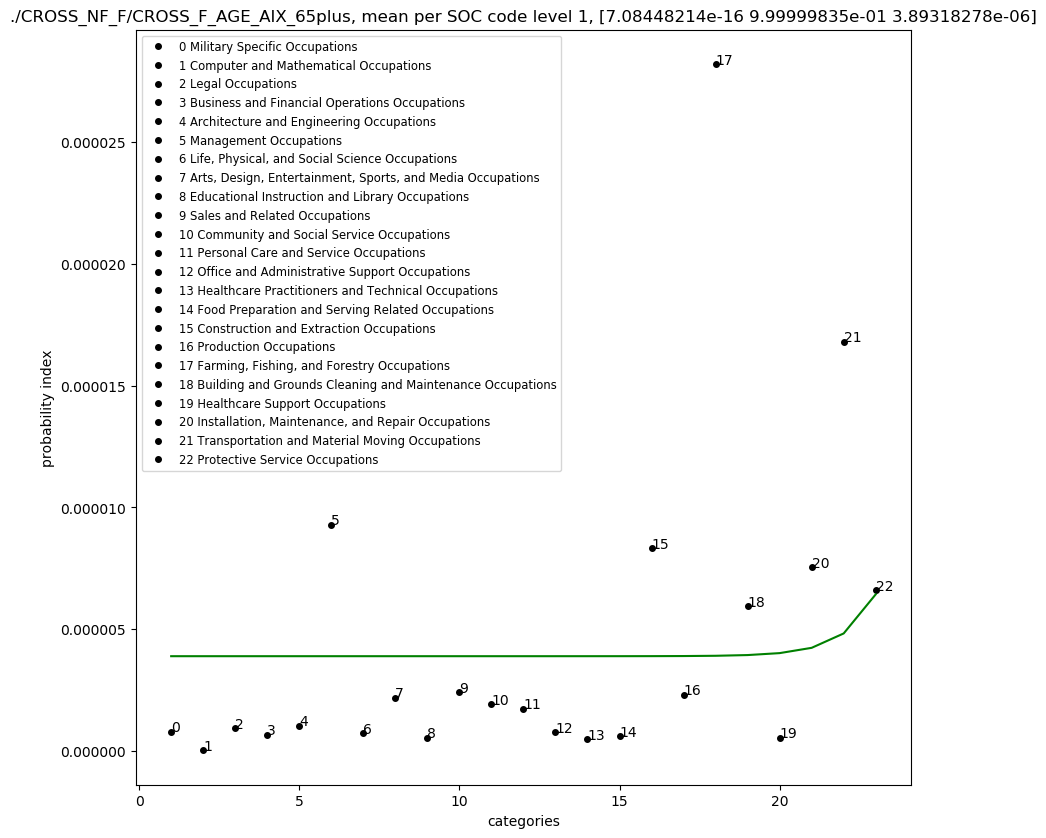 ./CROSS_NF_F/CROSS_F_AGE_AIX_65plus, mean per SOC code level 1, [7.08448214e-16 9.99999835e-01 3.89318278e-06]
0 Military Specific Occupations
1 Computer and Mathematical Occupations
2 Legal Occupations
3 Business and Financial Operations Occupations
4 Architecture and Engineering Occupations
5 Management Occupations
6 Life, Physical, and Social Science Occupations
7 Arts, Design, Entertainment, Sports, and Media Occupations
8 Educational Instruction and Library Occupations
9 Sales and Related Occupations
10 Community and Social Service Occupations
11 Personal Care and Service Occupations
12 Office and Administrative Support Occupations
13 Healthcare Practitioners and Technical Occupations
14 Food Preparation and Serving Related Occupations
15 Construction and Extraction Occupations
16 Production Occupations
17 Farming, Fishing, and Forestry Occupations
18 Building and Grounds Cleaning and Maintenance Occupations
19 Healthcare Support Occupations
20 Installation, Maintenance, and Repair Occupations
21 Transportation and Material Moving Occupations
22 Protective Service Occupations
probability index
0.000025
0.000020
0.000015
0.000010
0.000005
0.000000
0
1
2
3
4
5
6
7
8
9
10
11
12
13
14
15
16
17
18
19
20
21
22
0
5
10
15
20
categories